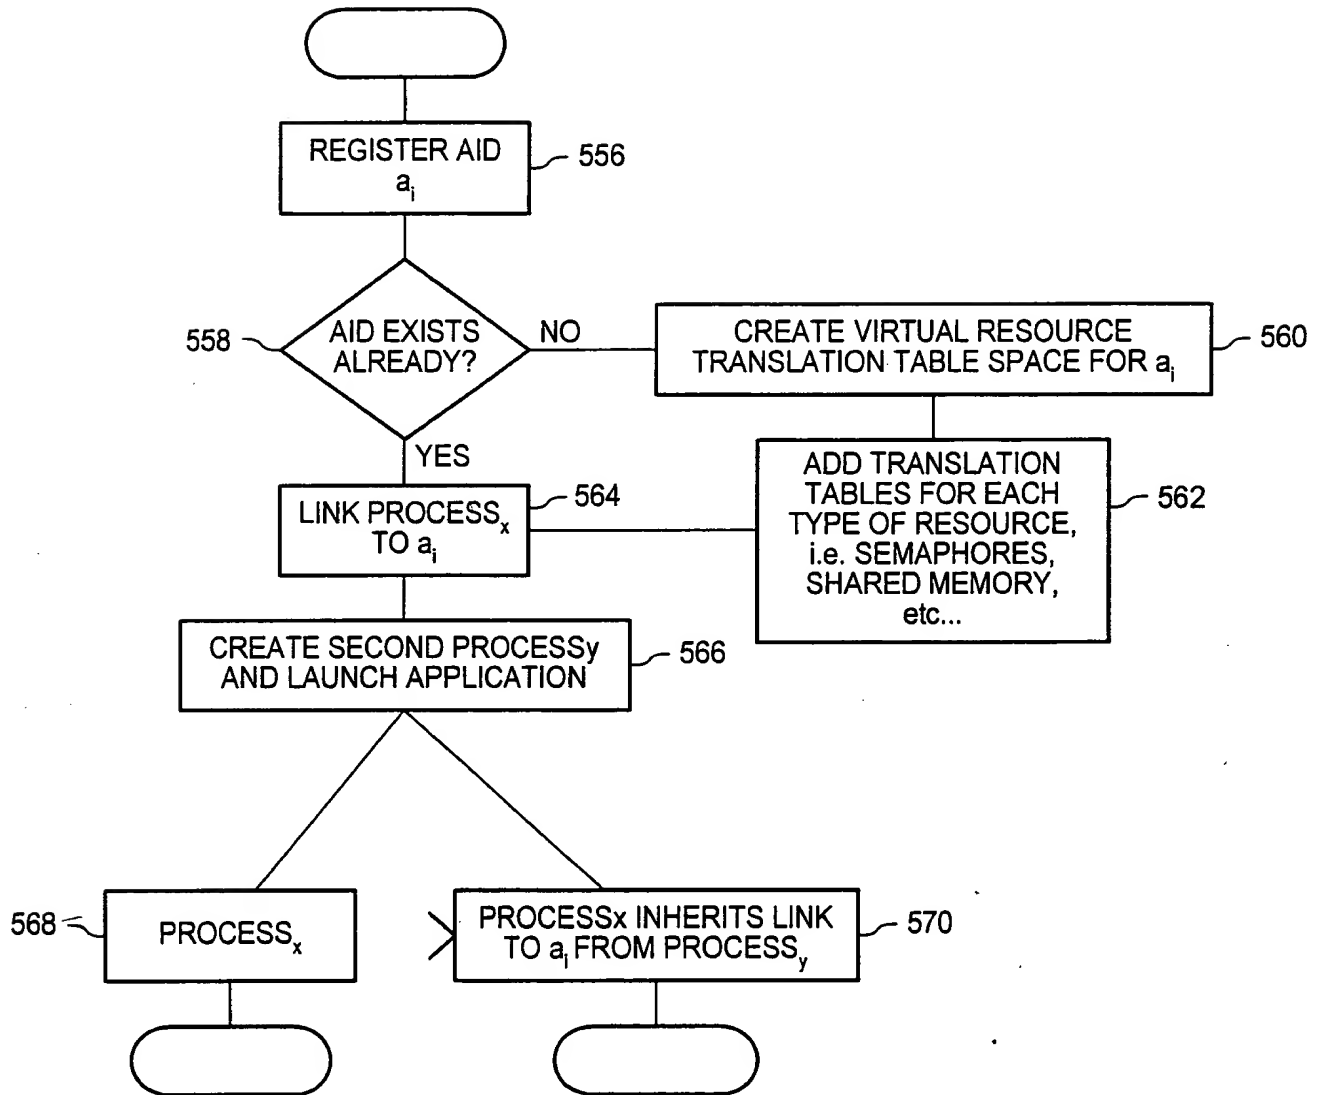 REGISTER AID
a_i
556
558
AID EXISTS
ALREADY?
NO
YES
CREATE VIRTUAL RESOURCE
TRANSLATION TABLE SPACE FOR a_i
560
ADD TRANSLATION
TABLES FOR EACH
TYPE OF RESOURCE,
i.e. SEMAPHORES,
SHARED MEMORY,
etc...
562
LINK PROCESS_x
TO a_i
564
CREATE SECOND PROCESSy
AND LAUNCH APPLICATION
566
568
PROCESS_x
PROCESSx INHERITS LINK
TO a_i FROM PROCESS_y
570